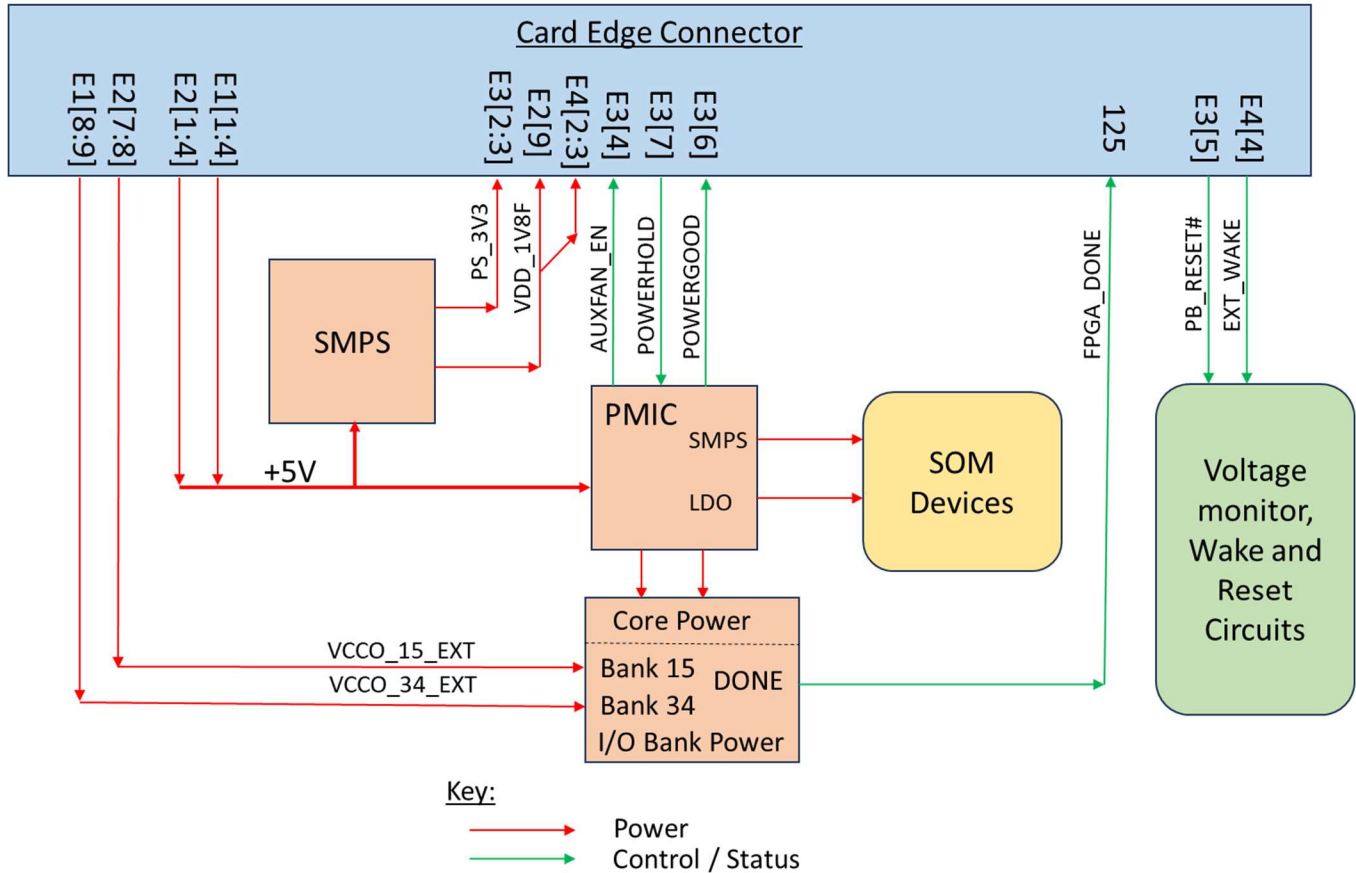 Card Edge Connector
E1[8:9]
E2[7:8]
E2[1:4]
E1[1:4]
E3[2:3]
E2[9]
E4[2:3]
E3[4]
E3[7]
E3[6]
125
E3[5]
E4[4]
PS_3V3
VDD_1V8F
AUXFAN_EN
POWERHOLD
POWERGOOD
FPGA_DONE
PB_RESET#
EXT_WAKE
SMPS
+5V
PMIC
SMPS
LDO
SOM
Devices
Voltage
monitor,
Wake and
Reset
Circuits
Core Power
VCCO_15_EXT
VCCO_34_EXT
Bank 15
DONE
Bank 34
I/O Bank Power
Key:
Power
Control / Status